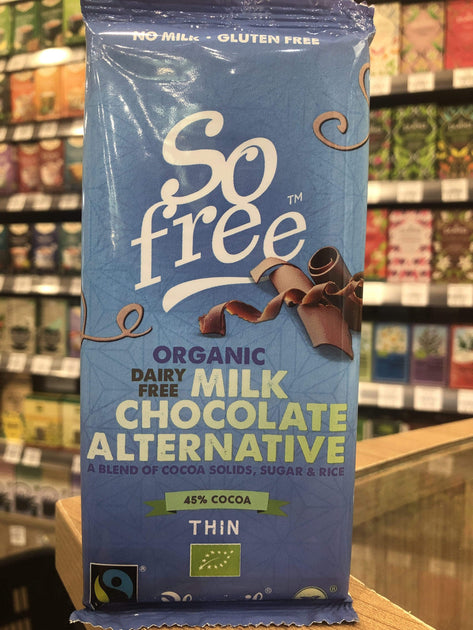 NO MILK - GLUTEN FREE
So
free™
ORGANIC
DAIRY
FREE
MILK
CHOCOLATE
ALTERNATIVE
A BLEND OF COCOA SOLIDS, SUGAR & RICE
45% COCOA
THIN
®